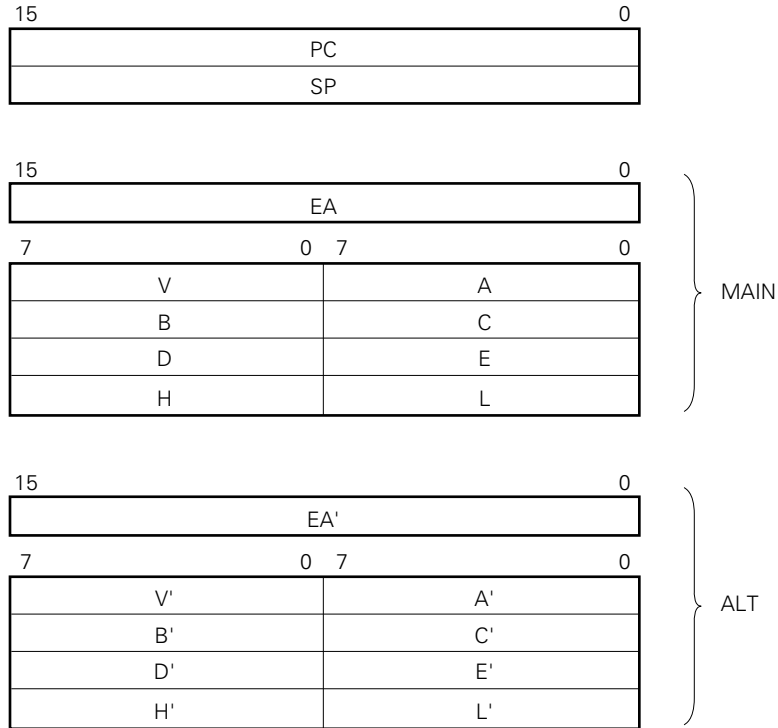 15 0
PC
SP
15 0
EA
7 0 7 0
V A
B C
D E
H L
MAIN
15 0
EA'
7 0 7 0
V' A'
B' C'
D' E'
H' L'
ALT